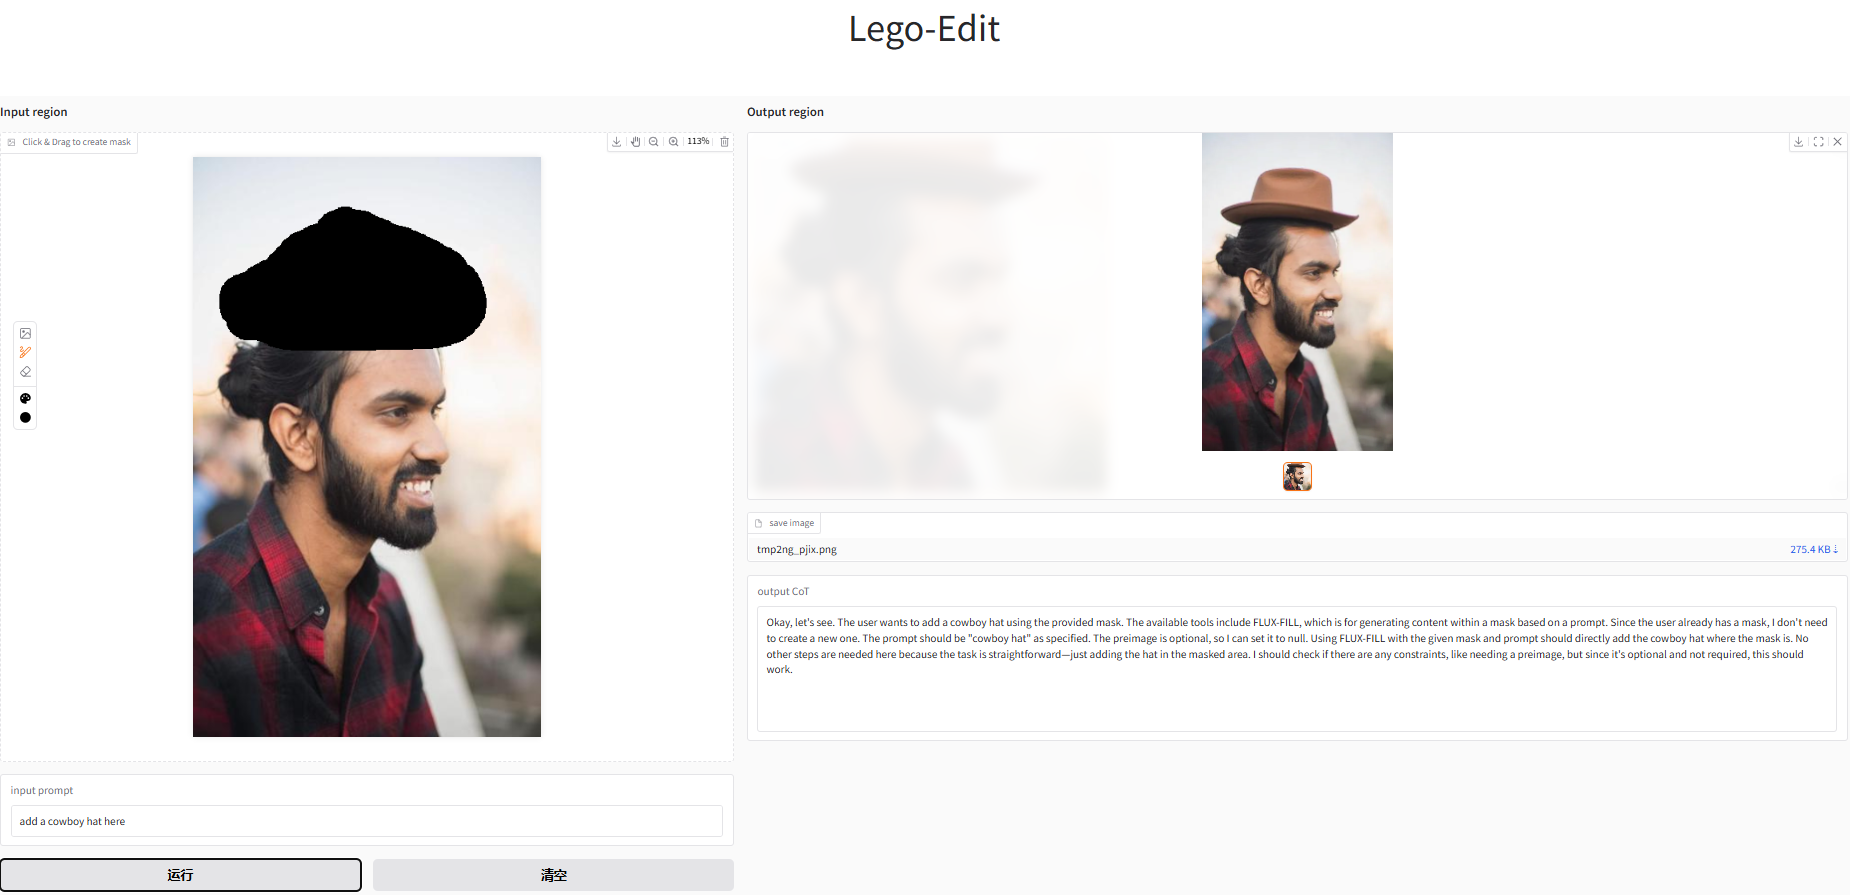 Lego-Edit
Input region
Click & Drag to create mask
113%
input prompt
add a cowboy hat here
运行
清空
Output region
save image
tmp2ng_pjix.png
275.4 KB ⇣
output CoT
Okay, let's see. The user wants to add a cowboy hat using the provided mask. The available tools include FLUX-FILL, which is for generating content within a mask based on a prompt. Since the user already has a mask, I don't need
to create a new one. The prompt should be "cowboy hat" as specified. The preimage is optional, so I can set it to null. Using FLUX-FILL with the given mask and prompt should directly add the cowboy hat where the mask is. No
other steps are needed here because the task is straightforward—just adding the hat in the masked area. I should check if there are any constraints, like needing a preimage, but since it's optional and not required, this should
work.